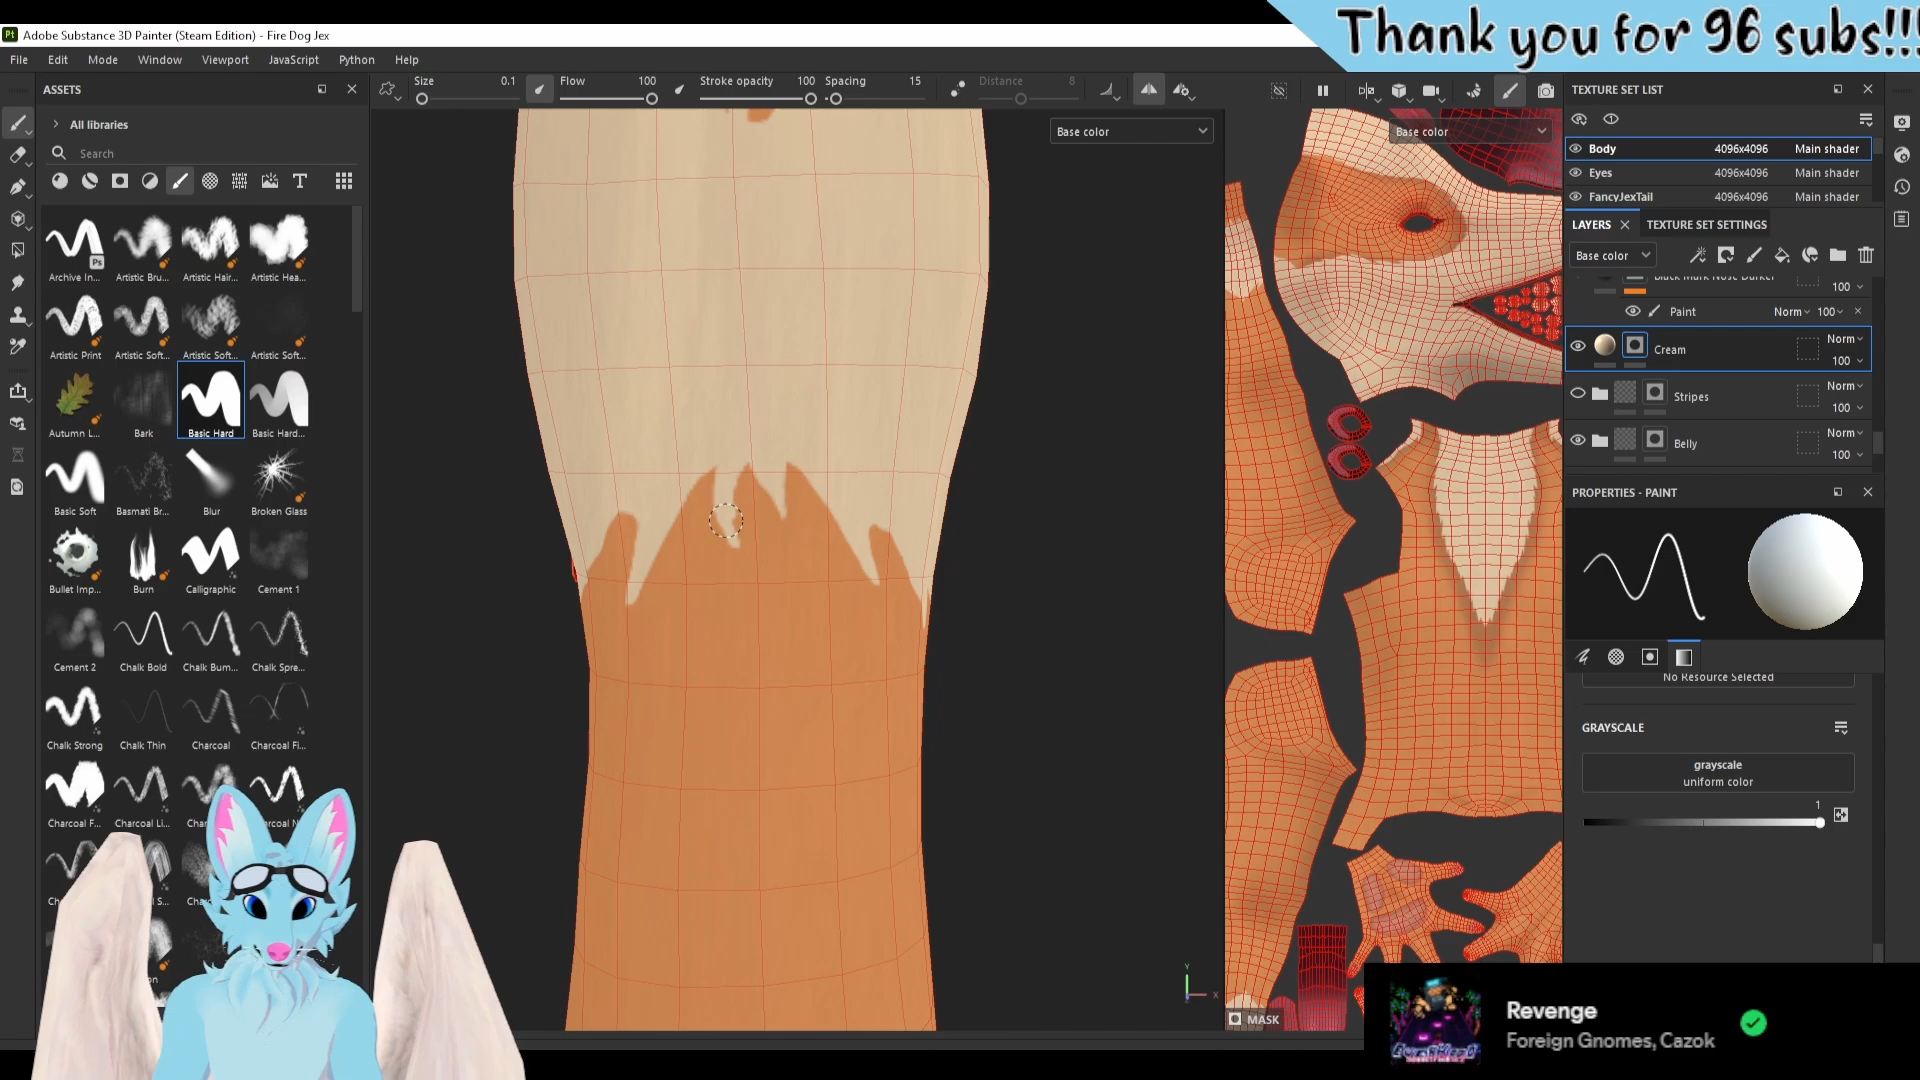 Thank you for 96 subs!!!
Adobe Substance 3D Painter (Steam Edition) - Fire Dog Jex
File Edit Mode Window Viewport JavaScript Python Help
ASSETS
Size 0.1 Flow 100 Stroke opacity 100 Spacing 15 Distance 8
All libraries
Search
Base color
Base color
Archive In... Artistic Bru... Artistic Hair... Artistic Hea...
Artistic Print Artistic Soft... Artistic Soft... Artistic Soft...
Autumn L... Bark Basic Hard Basic Hard...
Basic Soft Basmati Br... Blur Broken Glass
Bullet Imp... Burn Calligraphic Cement 1
Cement 2 Chalk Bold Chalk Bum... Chalk Spre...
Chalk Strong Chalk Thin Charcoal Charcoal Fi...
Charcoal F... Charcoal Li...
Y
X
MASK
TEXTURE SET LIST
Body 4096x4096 Main shader
Eyes 4096x4096 Main shader
FancyJexTail 4096x4096 Main shader
LAYERS TEXTURE SET SETTINGS
Base color
100
Paint Norm 100
Cream Norm
100
Stripes Norm
100
Belly Norm
100
PROPERTIES - PAINT
No Resource Selected
GRAYSCALE
grayscale
uniform color
1
Revenge
Foreign Gnomes, Cazok